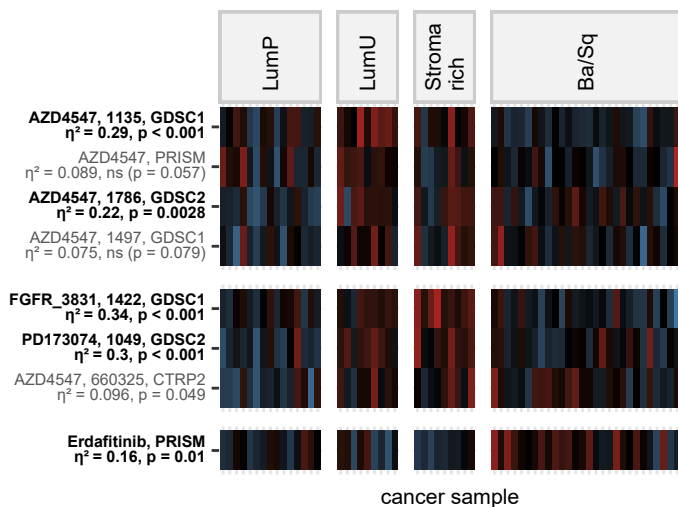 LumP
LumU
Stroma
rich
Ba/Sq
AZD4547, 1135, GDSC1
η² = 0.29, p < 0.001
AZD4547, PRISM
η² = 0.089, ns (p = 0.057)
AZD4547, 1786, GDSC2
η² = 0.22, p = 0.0028
AZD4547, 1497, GDSC1
η² = 0.075, ns (p = 0.079)
FGFR_3831, 1422, GDSC1
η² = 0.34, p < 0.001
PD173074, 1049, GDSC2
η² = 0.3, p < 0.001
AZD4547, 660325, CTRP2
η² = 0.096, p = 0.049
Erdafitinib, PRISM
η² = 0.16, p = 0.01
cancer sample